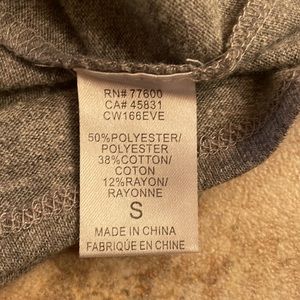 RN# 77600
CA# 45831
CW166EVE
50%POLYESTER/
POLYESTER
38%COTTON/
COTON
12%RAYON/
RAYONNE
S
MADE IN CHINA
FABRIQUE EN CHINE